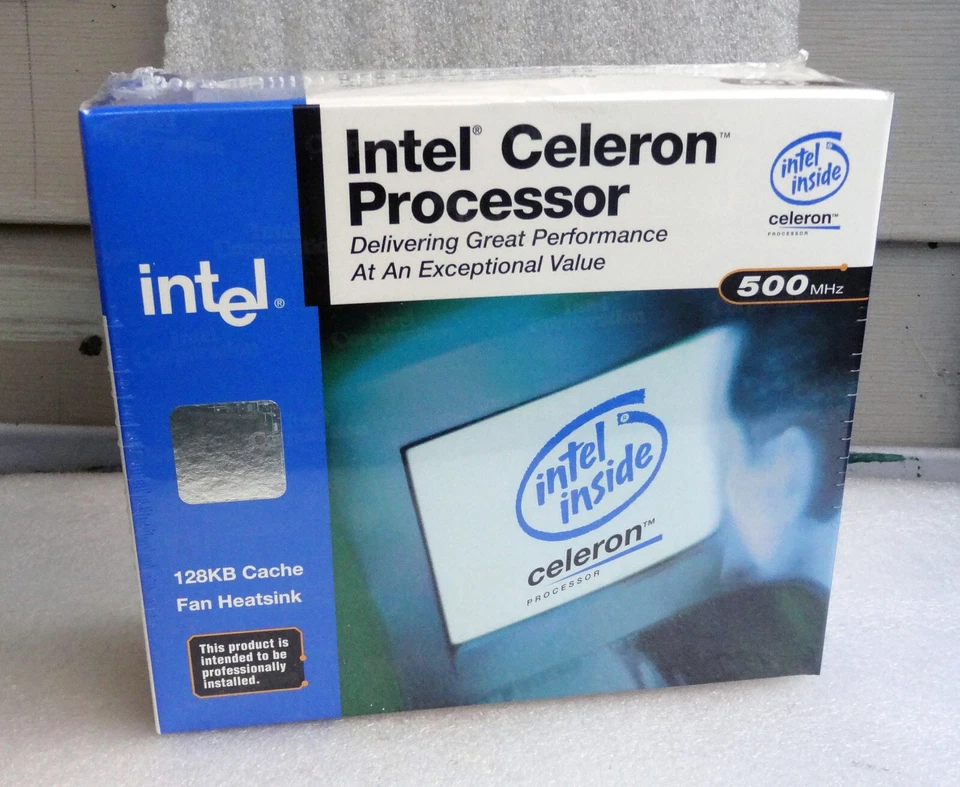 Intel® Celeron™
Processor
Delivering Great Performance
At An Exceptional Value
intel®
inside
celeron™
PROCESSOR
500 MHz
intel®
intel®
inside
celeron™
PROCESSOR
128KB Cache
Fan Heatsink
This product is
intended to be
professionally
installed.